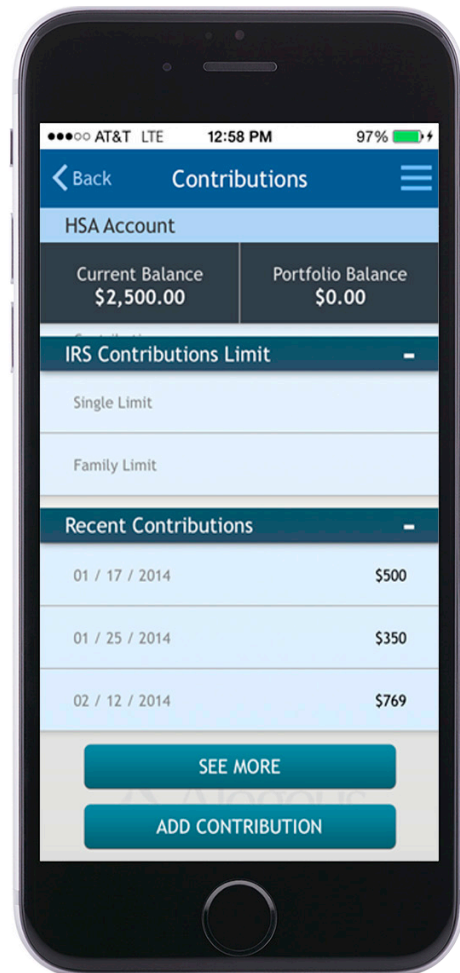 AT&T LTE 12:58 PM 97%
Back Contributions
HSA Account
Current Balance Portfolio Balance
$2,500.00 $0.00
IRS Contributions Limit -
Single Limit
Family Limit
Recent Contributions -
01 / 17 / 2014 $500
01 / 25 / 2014 $350
02 / 12 / 2014 $769
SEE MORE
ADD CONTRIBUTION